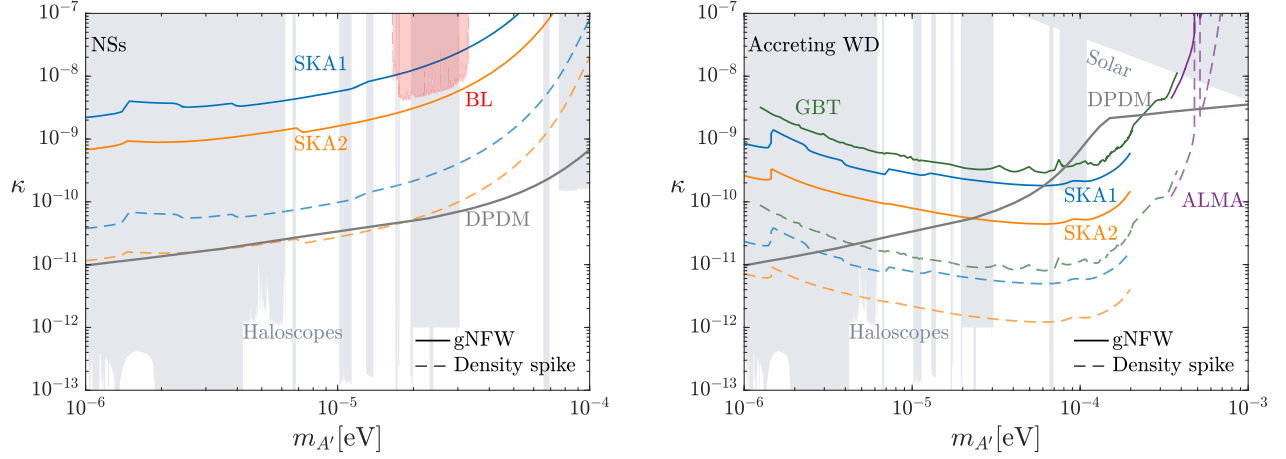 NSs
SKA1
BL
SKA2
DPDM
Haloscopes
gNFW
Density spike
κ
10⁻⁷
10⁻⁸
10⁻⁹
10⁻¹⁰
10⁻¹¹
10⁻¹²
10⁻¹³
10⁻⁶
10⁻⁵
10⁻⁴
m_{A′}[eV]
Accreting WD
Solar
DPDM
GBT
SKA1
ALMA
SKA2
Haloscopes
gNFW
Density spike
κ
10⁻⁷
10⁻⁸
10⁻⁹
10⁻¹⁰
10⁻¹¹
10⁻¹²
10⁻¹³
10⁻⁶
10⁻⁵
10⁻⁴
10⁻³
m_{A′}[eV]